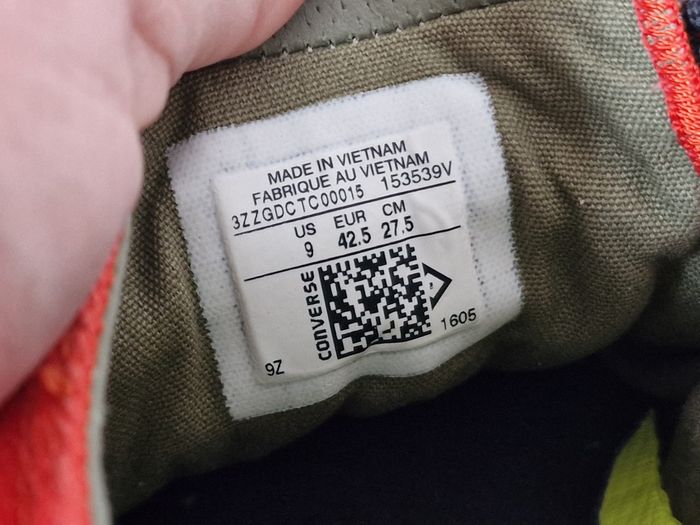 MADE IN VIETNAM
FABRIQUE AU VIETNAM
3ZZGDCTC00015 153539V
US EUR CM
9 42.5 27.5
CONVERSE
9Z 1605